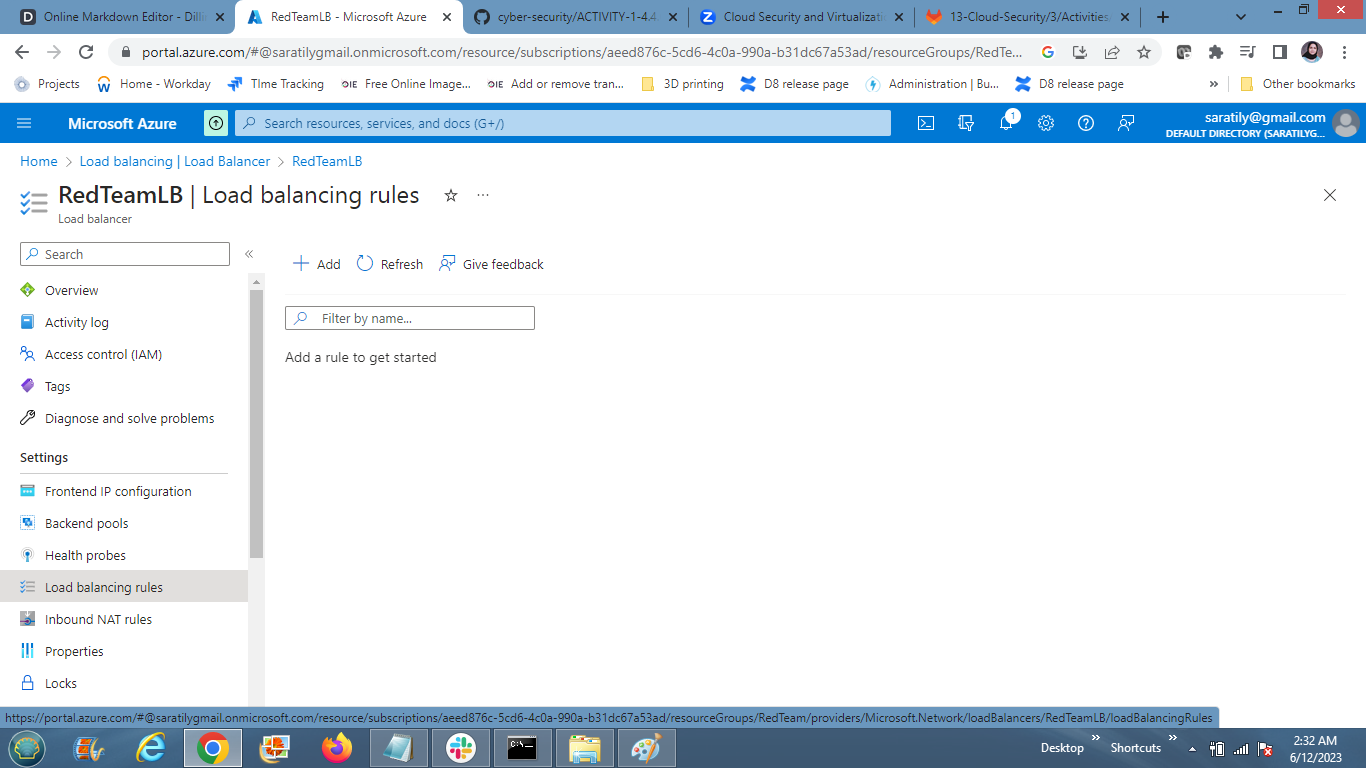 Online Markdown Editor - Dilli
RedTeamLB - Microsoft Azure
cyber-security/ACTIVITY-1-4.4.
Cloud Security and Virtualizati
13-Cloud-Security/3/Activities
portal.azure.com/#@saratilygmail.onmicrosoft.com/resource/subscriptions/aeed876c-5cd6-4c0a-990a-b31dc67a53ad/resourceGroups/RedTe...
Projects
Home - Workday
TIme Tracking
OIE Free Online Image...
OIE Add or remove tran...
3D printing
D8 release page
Administration | Bu...
D8 release page
»
Other bookmarks
Microsoft Azure
Search resources, services, and docs (G+/)
1
saratily@gmail.com
DEFAULT DIRECTORY (SARATILYG...
Home > Load balancing | Load Balancer > RedTeamLB
RedTeamLB | Load balancing rules
...
Load balancer
Search
«
Add
Refresh
Give feedback
Overview
Activity log
Access control (IAM)
Tags
Diagnose and solve problems
Filter by name...
Add a rule to get started
Settings
Frontend IP configuration
Backend pools
Health probes
Load balancing rules
Inbound NAT rules
Properties
Locks
https://portal.azure.com/#@saratilygmail.onmicrosoft.com/resource/subscriptions/aeed876c-5cd6-4c0a-990a-b31dc67a53ad/resourceGroups/RedTeam/providers/Microsoft.Network/loadBalancers/RedTeamLB/loadBalancingRules
Desktop »
Shortcuts »
2:32 AM
6/12/2023